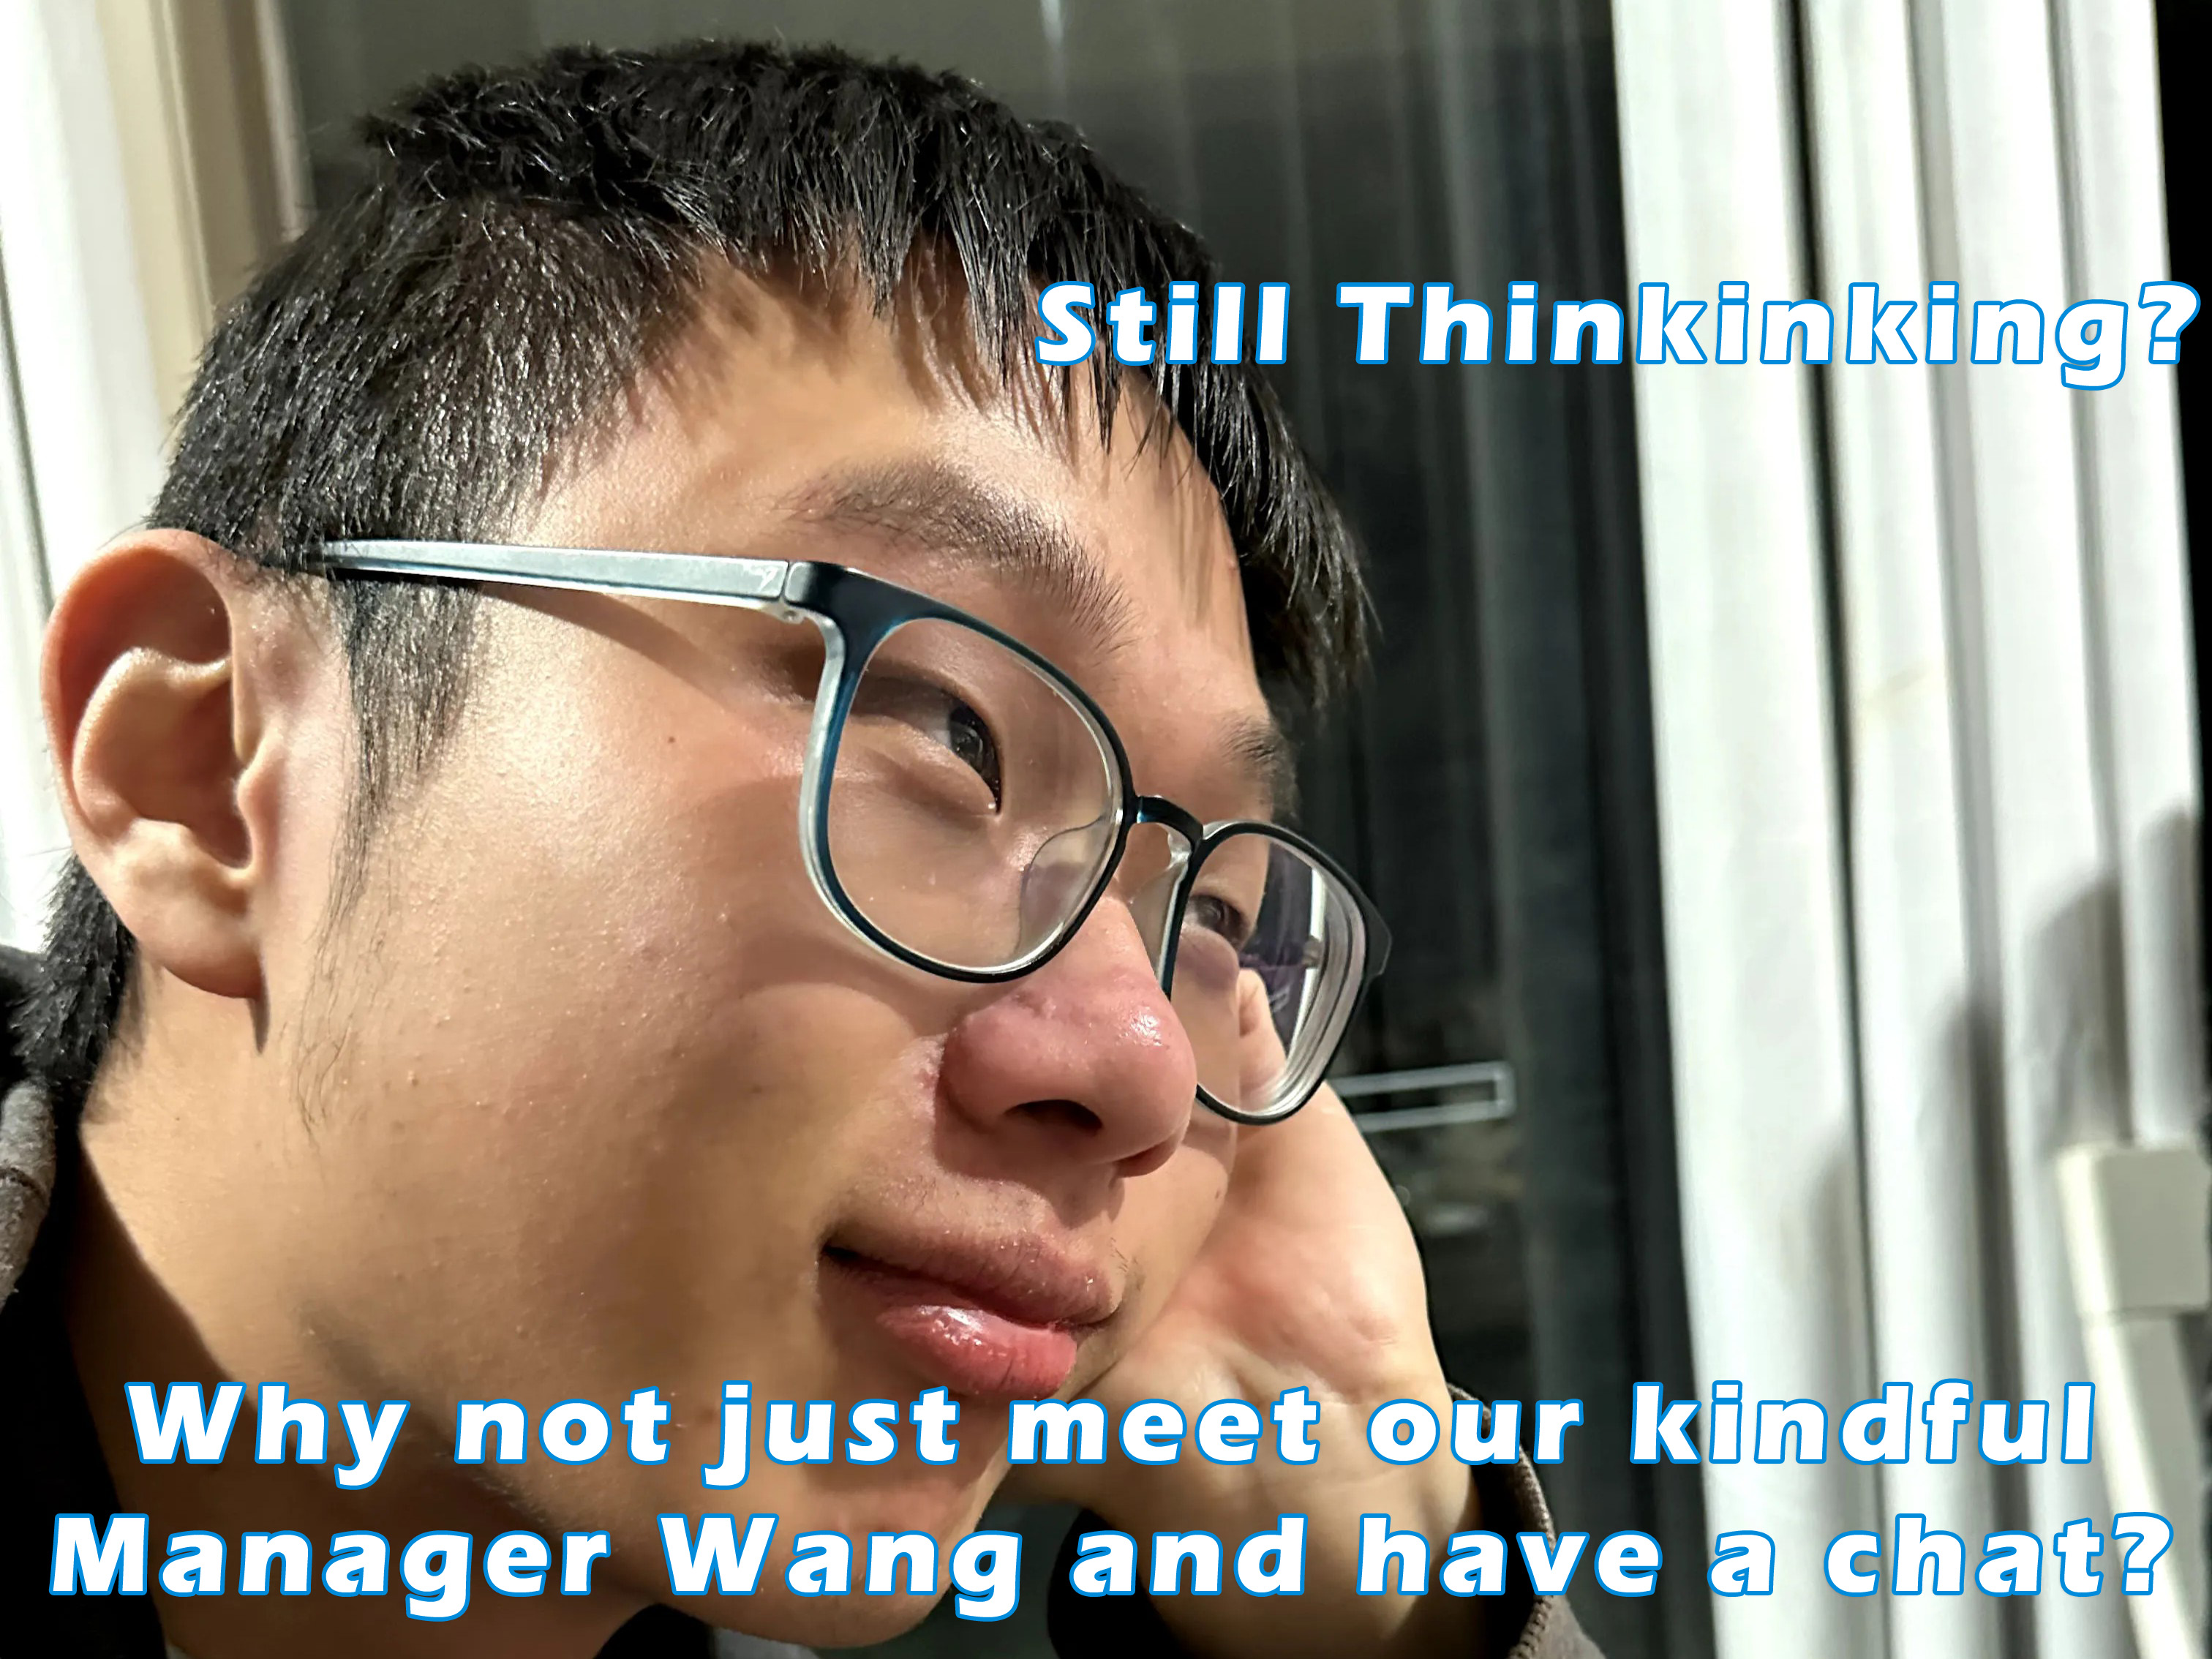 Still Thinkinking?
Why not just meet our kindful
Manager Wang and have a chat?